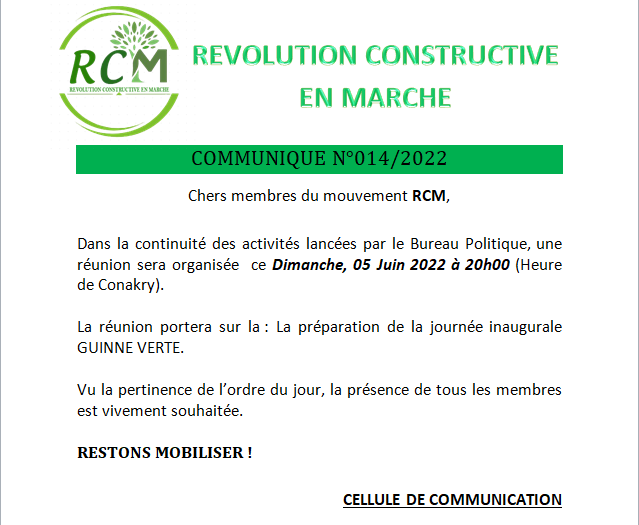 RCM
REVOLUTION CONSTRUCTIVE EN MARCHE
REVOLUTION CONSTRUCTIVE
EN MARCHE
COMMUNIQUE N°014/2022
Chers membres du mouvement RCM,
Dans la continuité des activités lancées par le Bureau Politique, une
réunion sera organisée ce Dimanche, 05 Juin 2022 à 20h00 (Heure
de Conakry).
La réunion portera sur la : La préparation de la journée inaugurale
GUINNE VERTE.
Vu la pertinence de l’ordre du jour, la présence de tous les membres
est vivement souhaitée.
RESTONS MOBILISER !
CELLULE DE COMMUNICATION